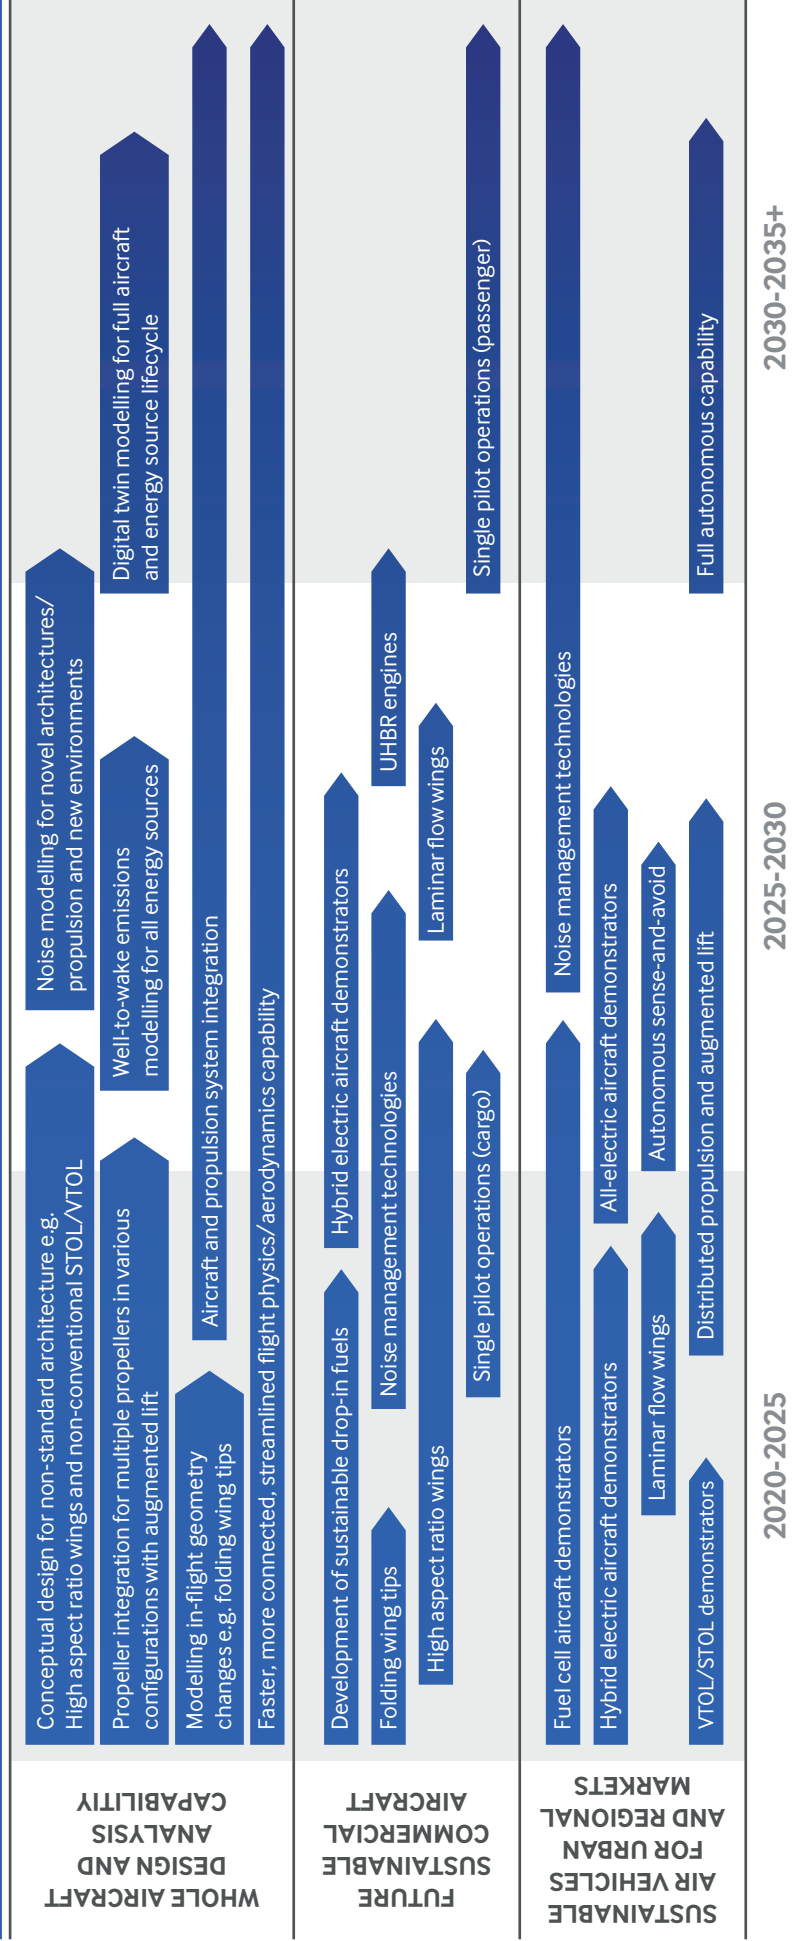 WHOLE AIRCRAFT
DESIGN AND
ANALYSIS
CAPABILITIY
Conceptual design for non-standard architecture e.g.
High aspect ratio wings and non-conventional STOL/VTOL
Noise modelling for novel architectures/
propulsion and new environments
Propeller integration for multiple propellers in various
configurations with augmented lift
Well-to-wake emissions
modelling for all energy sources
Digital twin modelling for full aircraft
and energy source lifecycle
Modelling in-flight geometry
changes e.g. folding wing tips
Aircraft and propulsion system integration
Faster, more connected, streamlined flight physics/aerodynamics capability
FUTURE
SUSTAINABLE
COMMERCIAL
AIRCRAFT
Development of sustainable drop-in fuels
Hybrid electric aircraft demonstrators
Folding wing tips
Noise management technologies
UHBR engines
High aspect ratio wings
Laminar flow wings
Single pilot operations (cargo)
Single pilot operations (passenger)
SUSTAINABLE
AIR VEHICLES
FOR URBAN
AND REGIONAL
MARKETS
Fuel cell aircraft demonstrators
Noise management technologies
Hybrid electric aircraft demonstrators
All-electric aircraft demonstrators
Laminar flow wings
Autonomous sense-and-avoid
VTOL/STOL demonstrators
Distributed propulsion and augmented lift
Full autonomous capability
2020-2025
2025-2030
2030-2035+